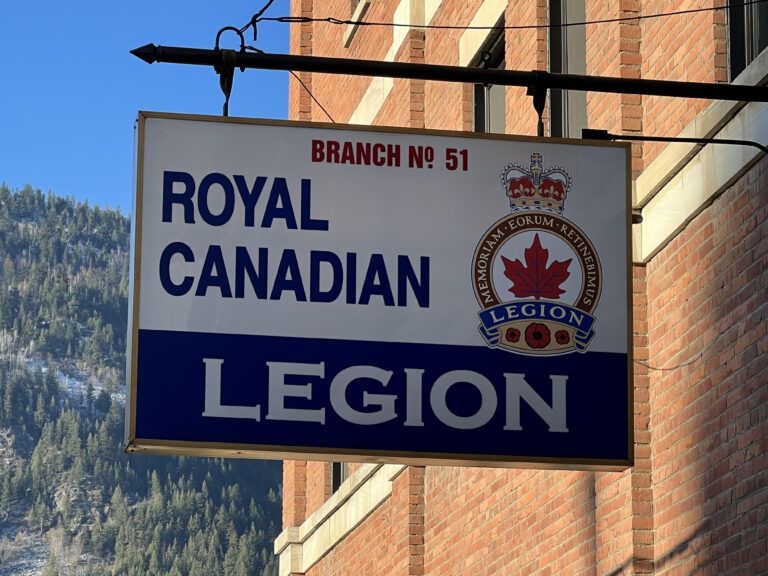 BRANCH Nº 51
ROYAL
CANADIAN
LEGION
MEMORIAM·EORUM·RETINEBIMUS
LEGION